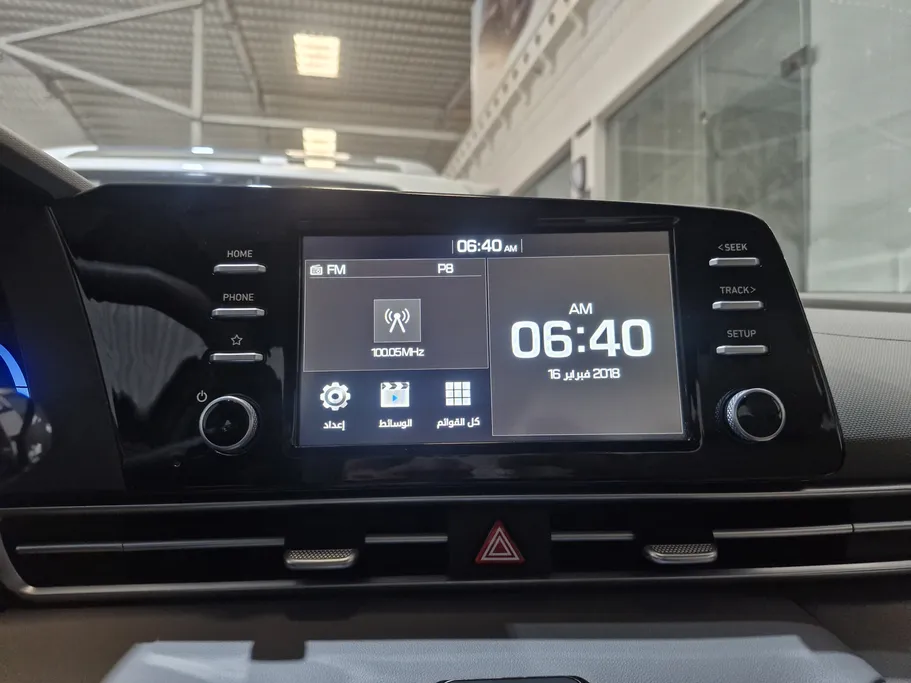 06:40 AM
FM P8
100.05MHz
إعداد الوسائط كل القوائم
AM
06:40
16 فبراير 2018
HOME
PHONE
< SEEK
TRACK >
SETUP